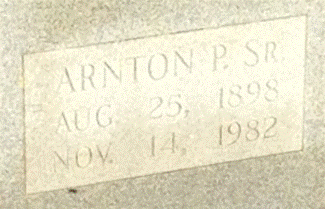 ARNTON P. SR.
AUG. 25, 1898
NOV. 14, 1982